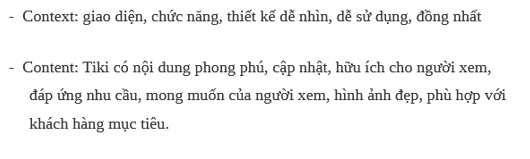 - Context: giao diện, chức năng, thiết kế dễ nhìn, dễ sử dụng, đồng nhất
- Content: Tiki có nội dung phong phú, cập nhật, hữu ích cho người xem,
đáp ứng nhu cầu, mong muốn của người xem, hình ảnh đẹp, phù hợp với
khách hàng mục tiêu.